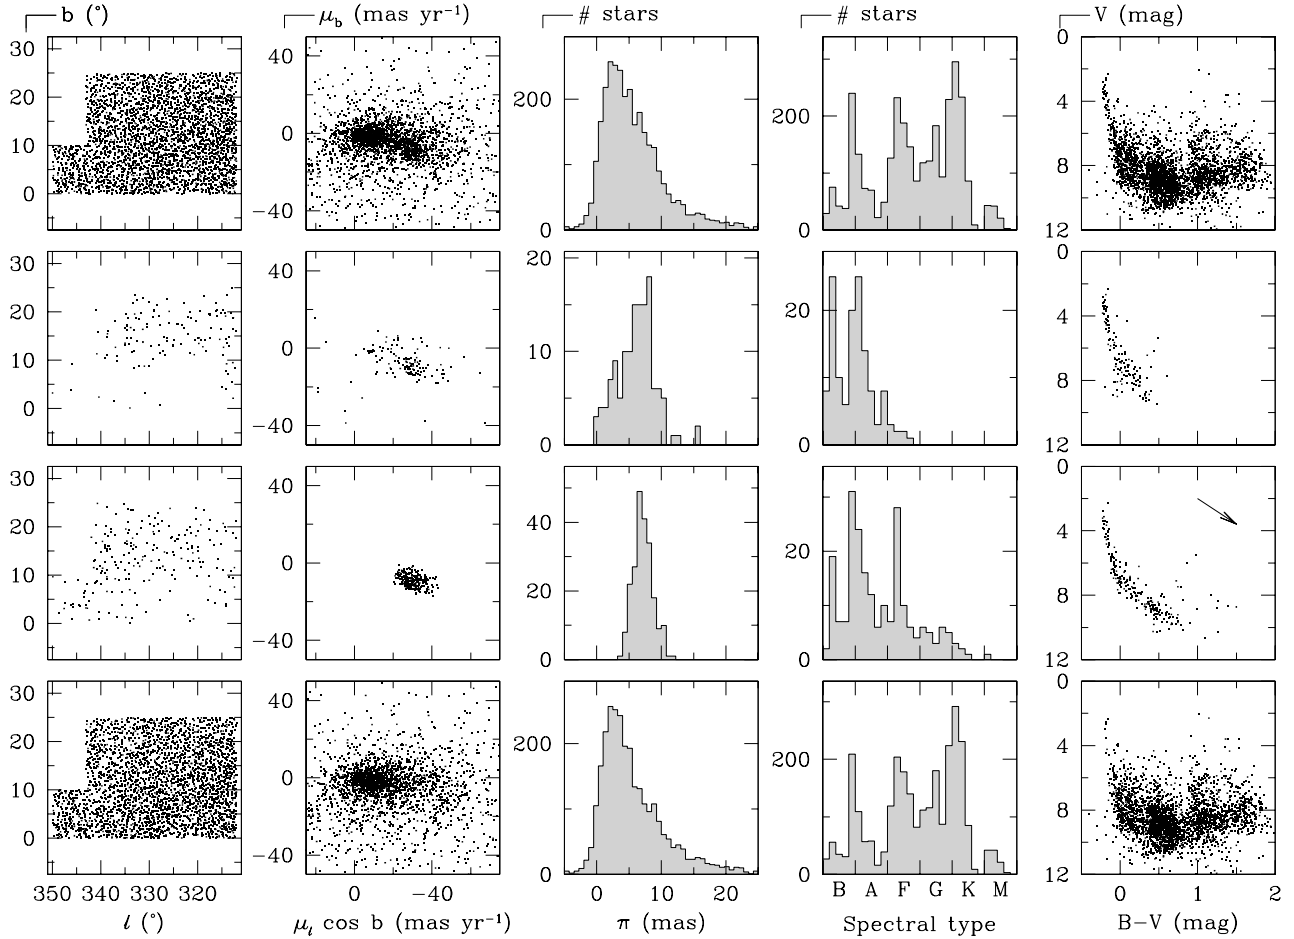 b (°) μb (mas yr⁻¹) # stars # stars V (mag)
30 40 200 200 0
20 0 0 0 4
10 −40 8
0 12
30 40 20 20 0
20 0 10 0 4
10 −40 0 8
0 12
30 40 40 20 0
20 0 20 0 4
10 −40 0 8
0 12
30 40 200 200 0
20 0 0 0 4
10 −40 8
0 12
350 340 330 320 0 −40 0 10 20 B A F G K M 0 1 2
l (°) μl cos b (mas yr⁻¹) π (mas) Spectral type B−V (mag)